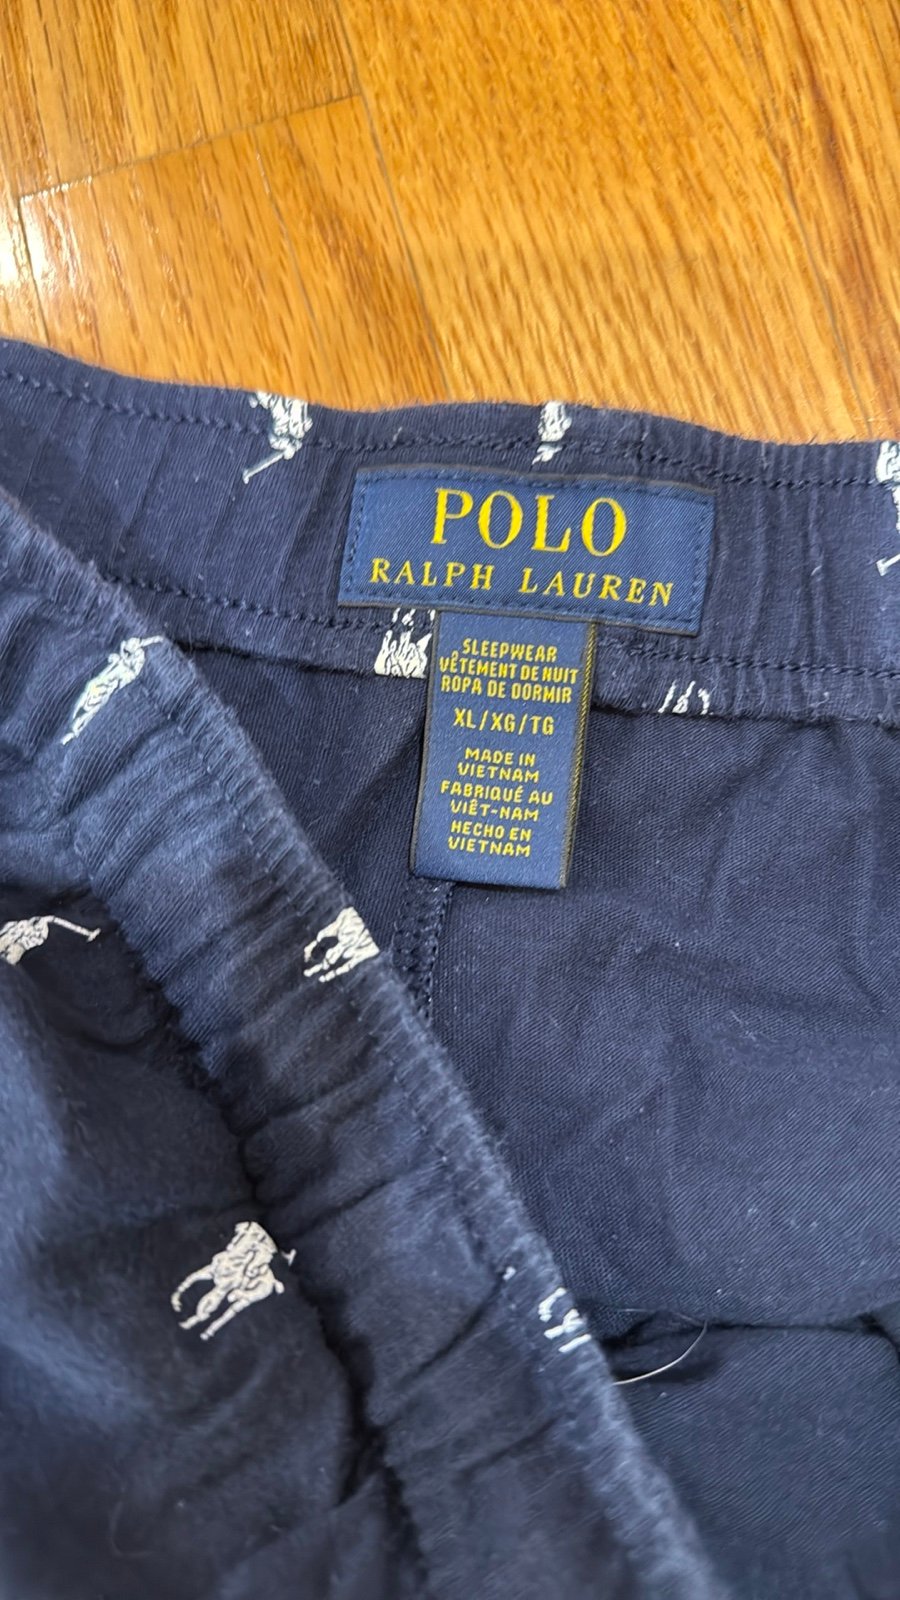 POLO
RALPH LAUREN
SLEEPWEAR
VÊTEMENT DE NUIT
ROPA DE DORMIR
XL/XG/TG
MADE IN
VIETNAM
FABRIQUÉ AU
VIÊT-NAM
HECHO EN
VIETNAM